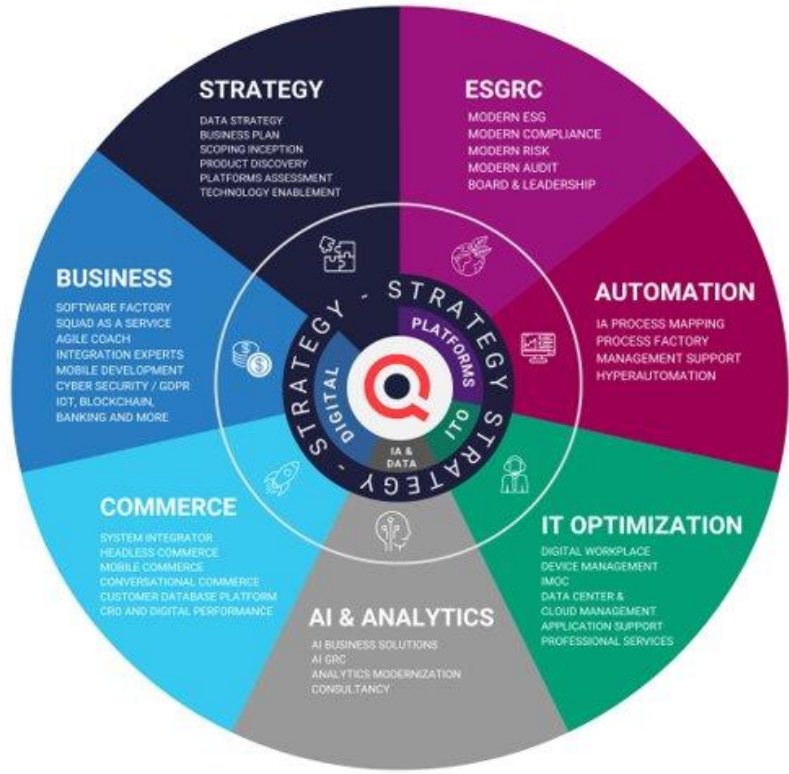 STRATEGY
DATA STRATEGY
BUSINESS PLAN
SCOPING INCEPTION
PRODUCT DISCOVERY
PLATFORMS ASSESSMENT
TECHNOLOGY ENABLEMENT
ESGRC
MODERN ESG
MODERN COMPLIANCE
MODERN RISK
MODERN AUDIT
BOARD & LEADERSHIP
BUSINESS
SOFTWARE FACTORY
SQUAD AS A SERVICE
AGILE COACH
INTEGRATION EXPERTS
MOBILE DEVELOPMENT
CYBER SECURITY / GDPR
IOT, BLOCKCHAIN,
BANKING AND MORE
AUTOMATION
IA PROCESS MAPPING
PROCESS FACTORY
MANAGEMENT SUPPORT
HYPERAUTOMATION
STRATEGY - STRATEGY - STRATEGY -
PLATFORMS
DIGITAL
ITO
IA &
DATA
COMMERCE
SYSTEM INTEGRATOR
HEADLESS COMMERCE
MOBILE COMMERCE
CONVERSATIONAL COMMERCE
CUSTOMER DATABASE PLATFORM
CRO AND DIGITAL PERFORMANCE
IT OPTIMIZATION
DIGITAL WORKPLACE
DEVICE MANAGEMENT
IMOC
DATA CENTER &
CLOUD MANAGEMENT
APPLICATION SUPPORT
PROFESSIONAL SERVICES
AI & ANALYTICS
AI BUSINESS SOLUTIONS
AI GRC
ANALYTICS MODERNIZATION
CONSULTANCY